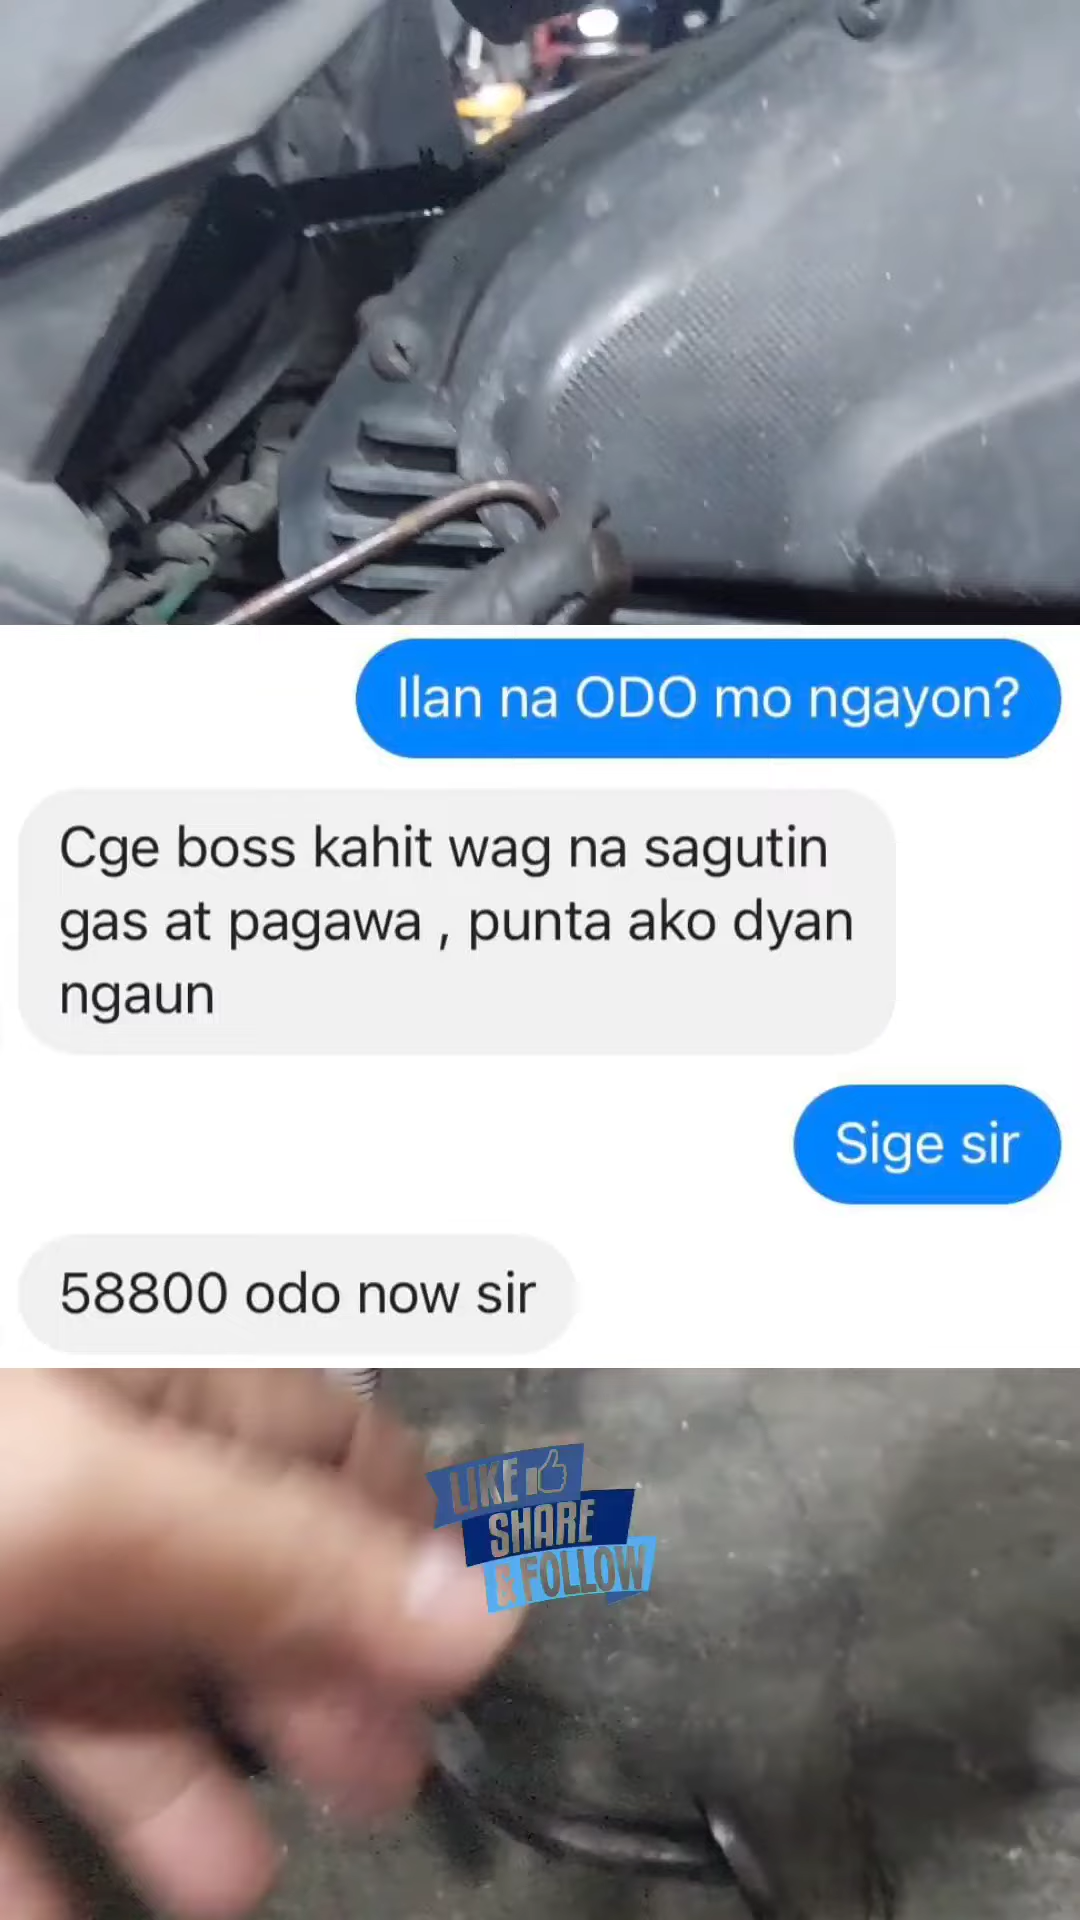 Ilan na ODO mo ngayon?
Cge boss kahit wag na sagutin
gas at pagawa , punta ako dyan
ngaun
Sige sir
58800 odo now sir
LIKE
SHARE
& FOLLOW